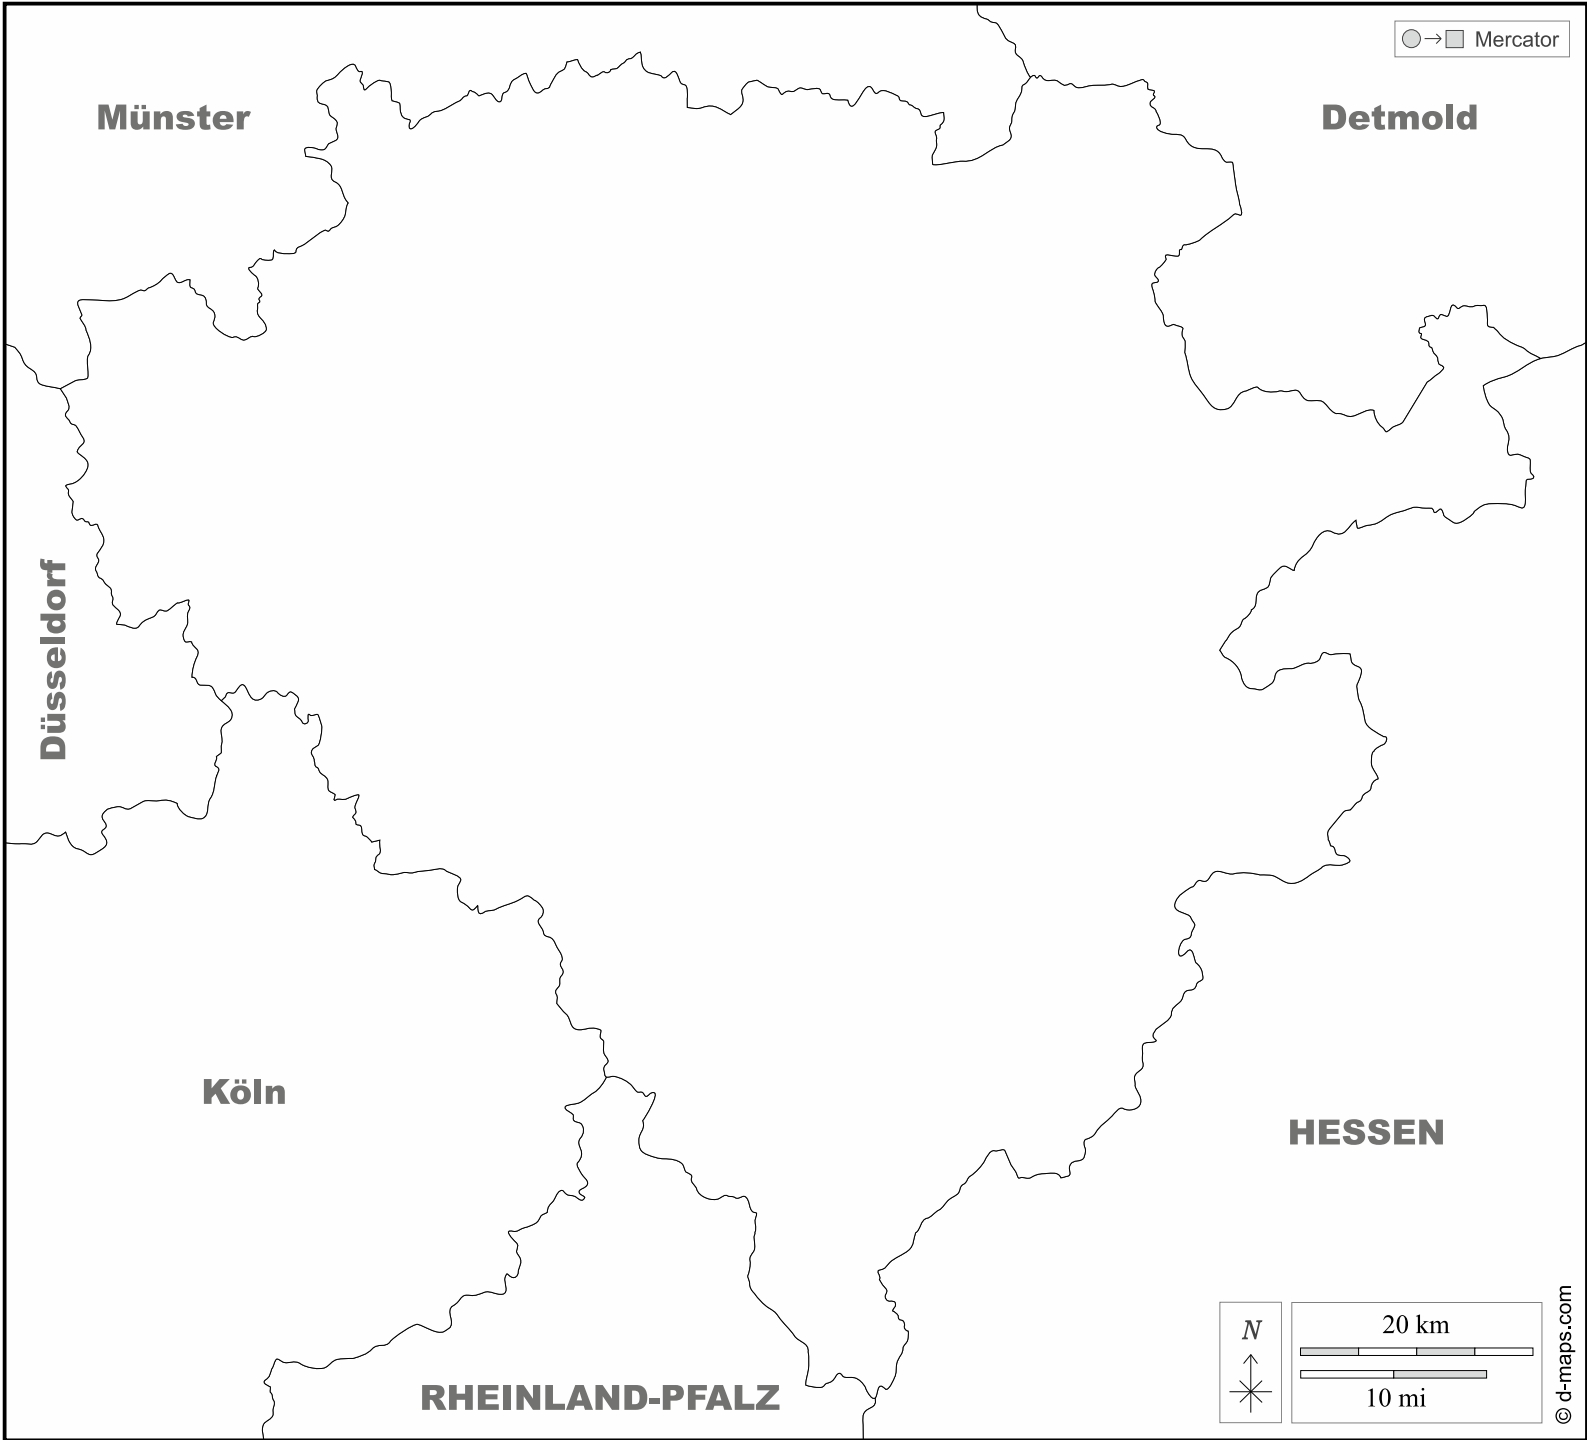 Mercator
Münster
Detmold
Düsseldorf
Köln
HESSEN
RHEINLAND-PFALZ
N
20 km
10 mi
© d-maps.com